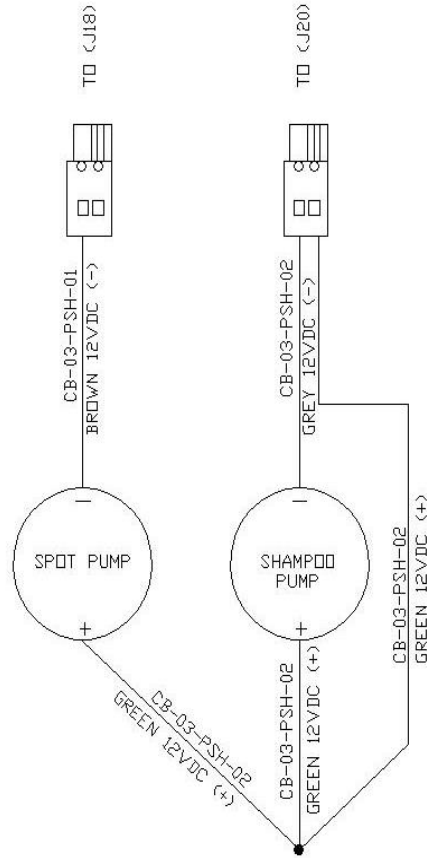 TO (J18)
TO (J20)
CB-03-PSH-01
BROWN 12VDC (-)
CB-03-PSH-02
GREY 12VDC (-)
-
-
SPOT PUMP
SHAMPOO
PUMP
+
+
CB-03-PSH-02
GREEN 12VDC (+)
CB-03-PSH-02
GREEN 12VDC (+)
CB-03-PSH-02
GREEN 12VDC (+)